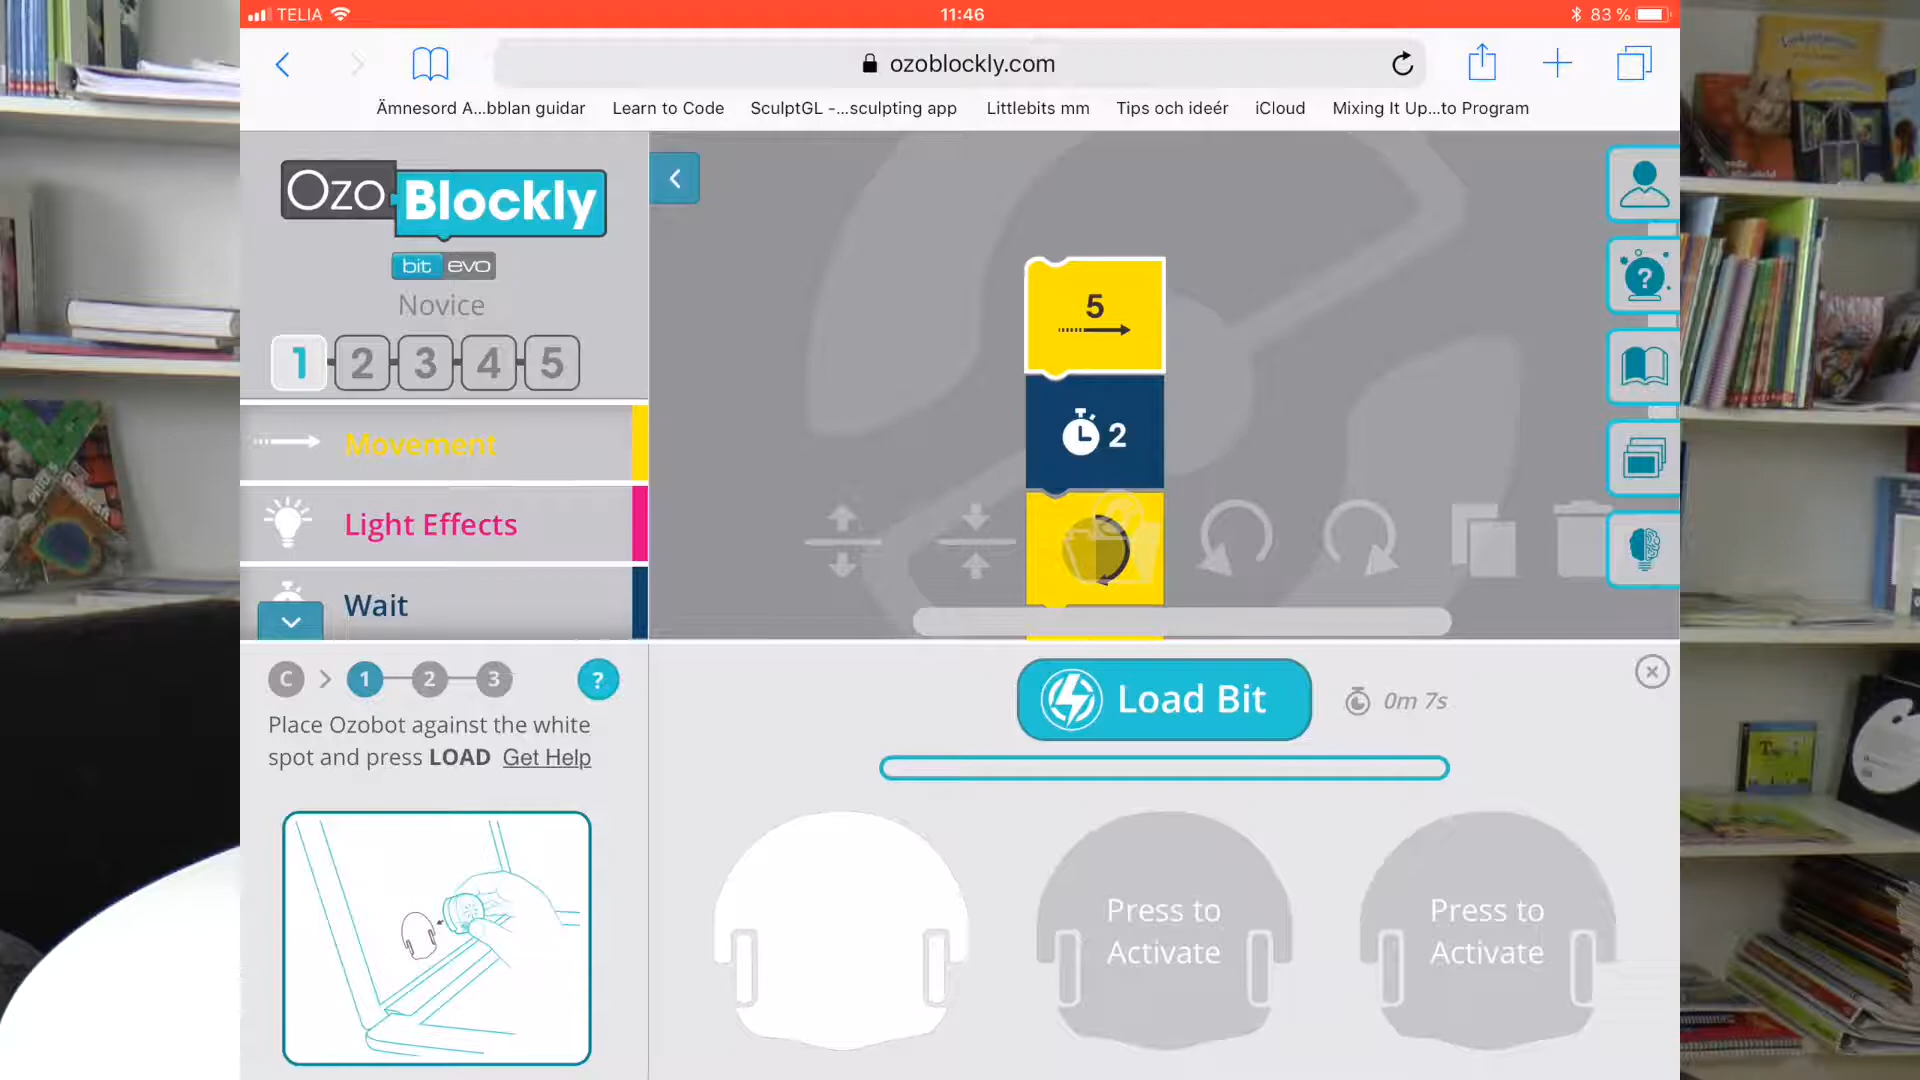 TELIA
11:46
83 %
ozoblockly.com
Ämnesord A...bblan guidar
Learn to Code
SculptGL -...sculpting app
Littlebits mm
Tips och ideér
iCloud
Mixing It Up...to Program
Ozo
Blockly
bit evo
Novice
1 2 3 4 5
Movement
Light Effects
Wait
5
2
?
C > 1 2 3 ?
Place Ozobot against the white
spot and press LOAD Get Help
Load Bit
0m 7s
Press to
Activate
Press to
Activate